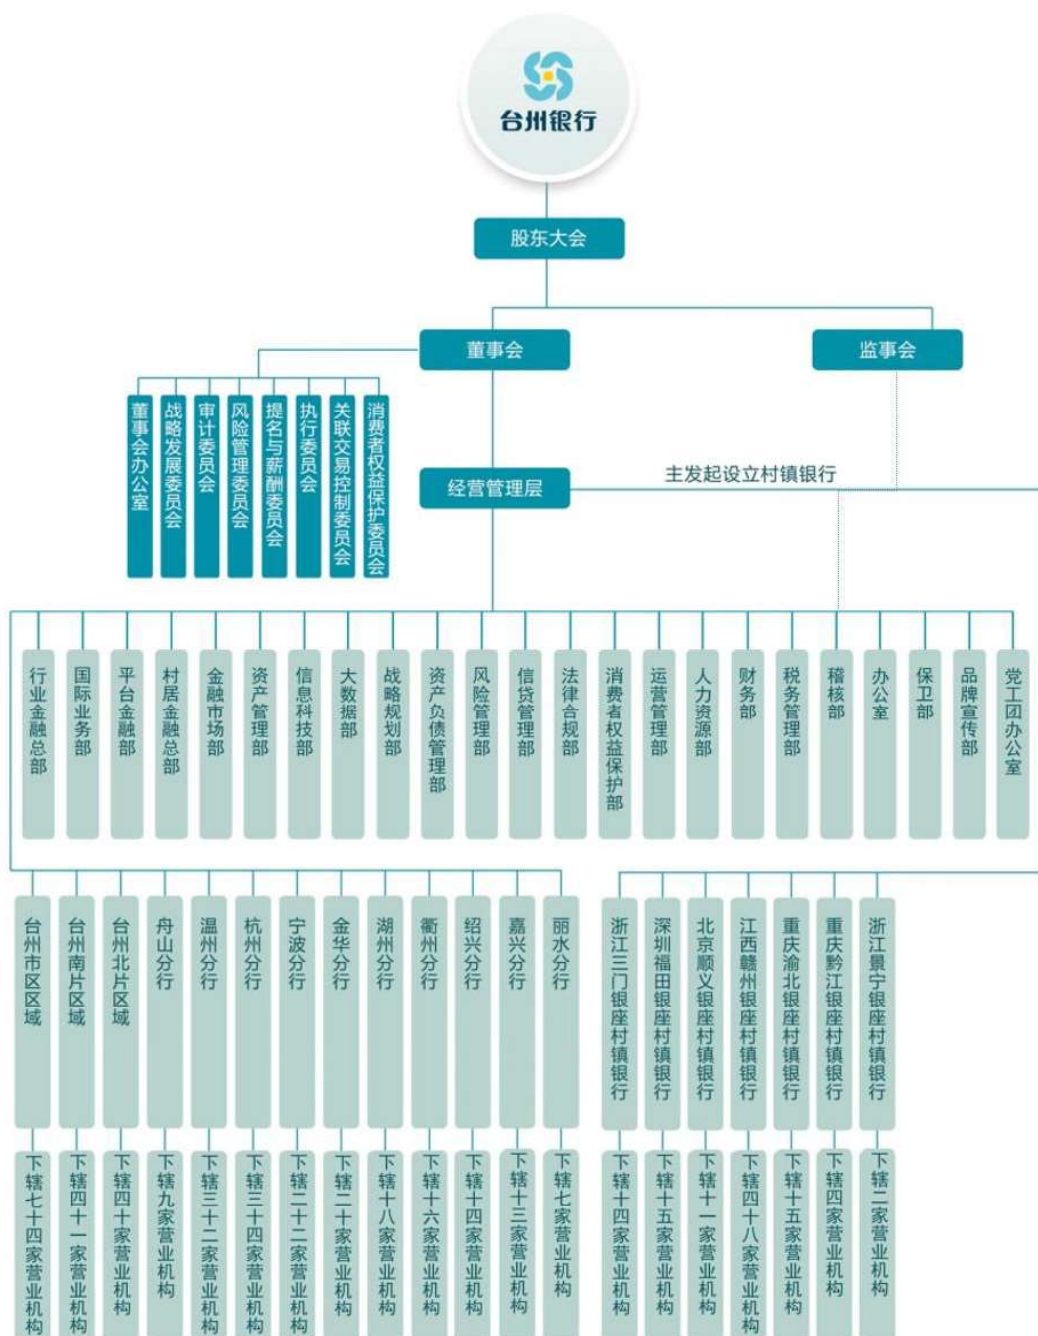 台州银行
股东大会
董事会
监事会
董事会办公室
战略发展委员会
审计委员会
风险管理委员会
提名与薪酬委员会
执行委员会
关联交易控制委员会
消费者权益保护委员会
经营管理层
主发起设立村镇银行
行业金融总部
国际业务部
平台金融部
村居金融总部
金融市场部
资产管理部
信息科技部
大数据部
战略规划部
资产负债管理部
风险管理部
信贷管理部
法律合规部
消费者权益保护部
运营管理部
人力资源部
财务部
税务管理部
稽核部
办公室
保卫部
品牌宣传部
党工团办公室
台州市区区域
台州南片区域
台州北片区域
舟山分行
温州分行
杭州分行
宁波分行
金华分行
湖州分行
衢州分行
绍兴分行
嘉兴分行
丽水分行
浙江三门银座村镇银行
深圳福田银座村镇银行
北京顺义银座村镇银行
江西赣州银座村镇银行
重庆渝北银座村镇银行
重庆黔江银座村镇银行
浙江景宁银座村镇银行
下辖七十四家营业机构
下辖四十一家营业机构
下辖四十家营业机构
下辖九家营业机构
下辖三十二家营业机构
下辖三十四家营业机构
下辖二十二家营业机构
下辖二十家营业机构
下辖十八家营业机构
下辖十六家营业机构
下辖十四家营业机构
下辖十三家营业机构
下辖七家营业机构
下辖十四家营业机构
下辖十五家营业机构
下辖十一家营业机构
下辖四十八家营业机构
下辖十五家营业机构
下辖四家营业机构
下辖二家营业机构